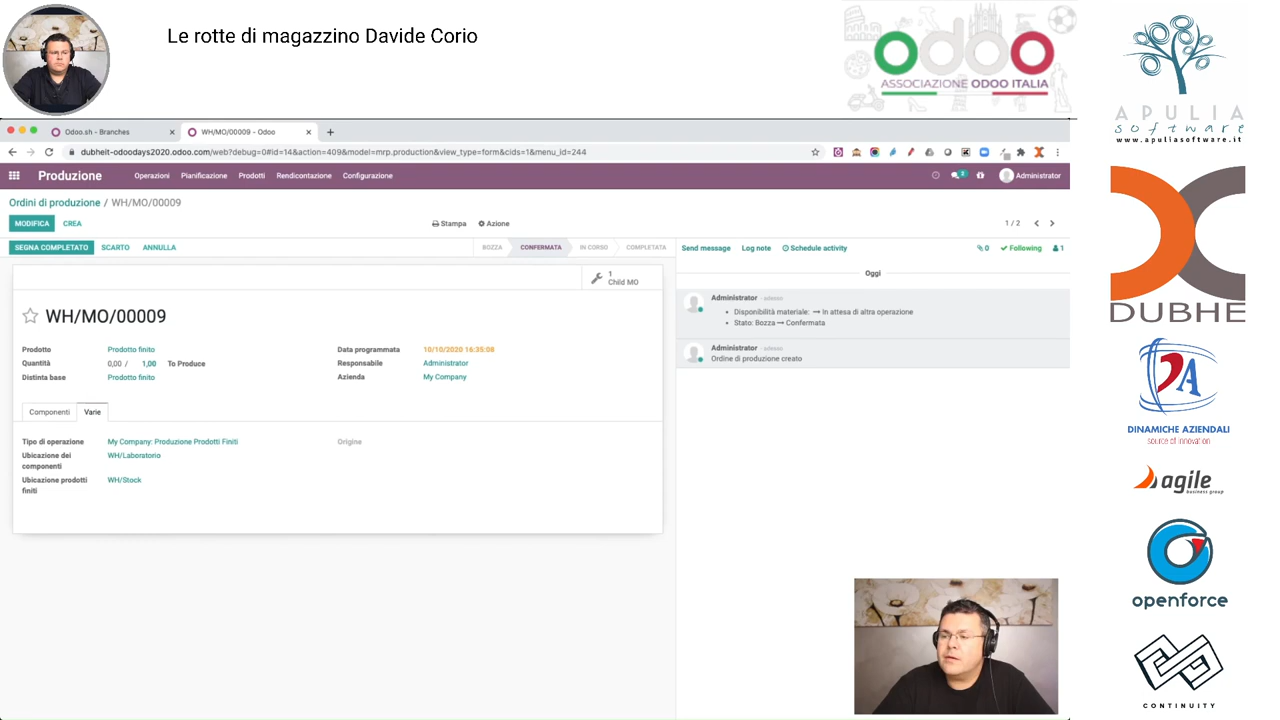 Le rotte di magazzino Davide Corio
odoo
ASSOCIAZIONE ODOO ITALIA
APULIA
software
www.apuliasoftware.it
Odoo.sh - Branches
WH/MO/00009 - Odoo
dubheit-odoodays2020.odoo.com/web?debug=0#id=14&action=409&model=mrp.production&view_type=form&cids=1&menu_id=244
Produzione Operazioni Pianificazione Prodotti Rendicontazione Configurazione Administrator
Ordini di produzione / WH/MO/00009
MODIFICA CREA Stampa Azione 1 / 2
SEGNA COMPLETATO SCARTO ANNULLA BOZZA CONFERMATA IN CORSO COMPLETATA
Send message Log note Schedule activity 0 Following 1
1
Child MO
WH/MO/00009
Prodotto Prodotto finito
Quantità 0,00 / 1,00 To Produce
Distinta base Prodotto finito
Data programmata 10/10/2020 16:35:08
Responsabile Administrator
Azienda My Company
Componenti Varie
Tipo di operazione My Company: Produzione Prodotti Finiti
Origine
Ubicazione dei componenti WH/Laboratorio
Ubicazione prodotti finiti WH/Stock
Oggi
Administrator - adesso
Disponibilità materiale: → In attesa di altra operazione
Stato: Bozza → Confermata
Administrator - adesso
Ordine di produzione creato
DUBHE
DA
DINAMICHE AZIENDALI
source of innovation
agile
business group
openforce
CONTINUITY